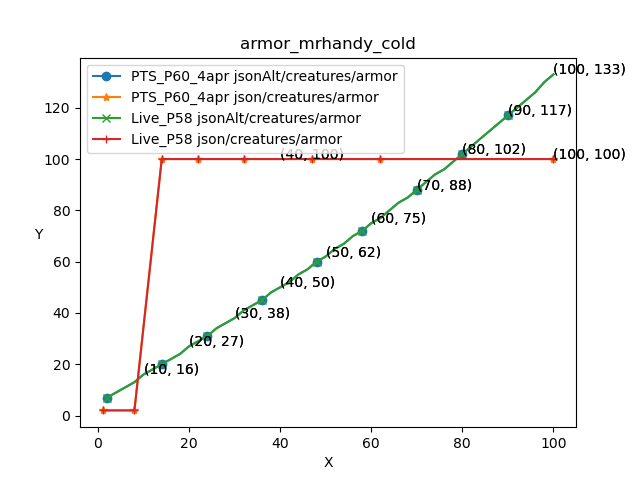 armor_mrhandy_cold
PTS_P60_4apr jsonAlt/creatures/armor
PTS_P60_4apr json/creatures/armor
Live_P58 jsonAlt/creatures/armor
Live_P58 json/creatures/armor
(100, 133)
(90, 117)
(40, 100)
(80, 102)
(100, 100)
(70, 88)
(60, 75)
(50, 62)
(40, 50)
(30, 38)
(20, 27)
(10, 16)
Y
120
100
80
60
40
20
0
0 20 40 60 80 100
X